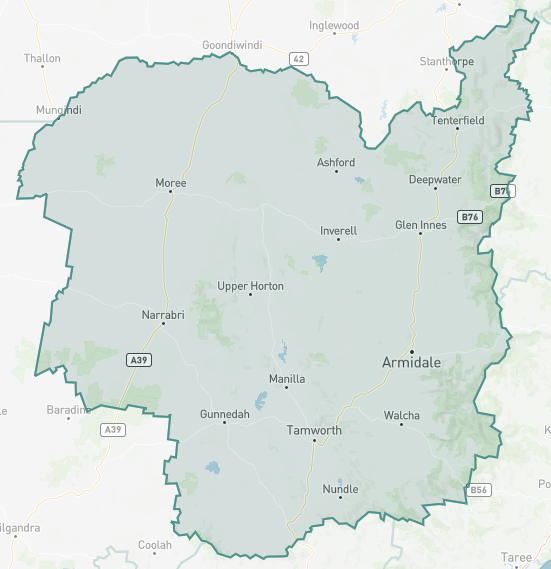 Inglewood
Goondiwindi
42
Thallon
Stanthorpe
Mungindi
Tenterfield
Ashford
Deepwater
Moree
B76
B76
Glen Innes
Inverell
Upper Horton
Narrabri
A39
Armidale
Manilla
Baradine
Gunnedah
Walcha
A39
Tamworth
Nundle
B56
ilgandra
Coolah
Taree